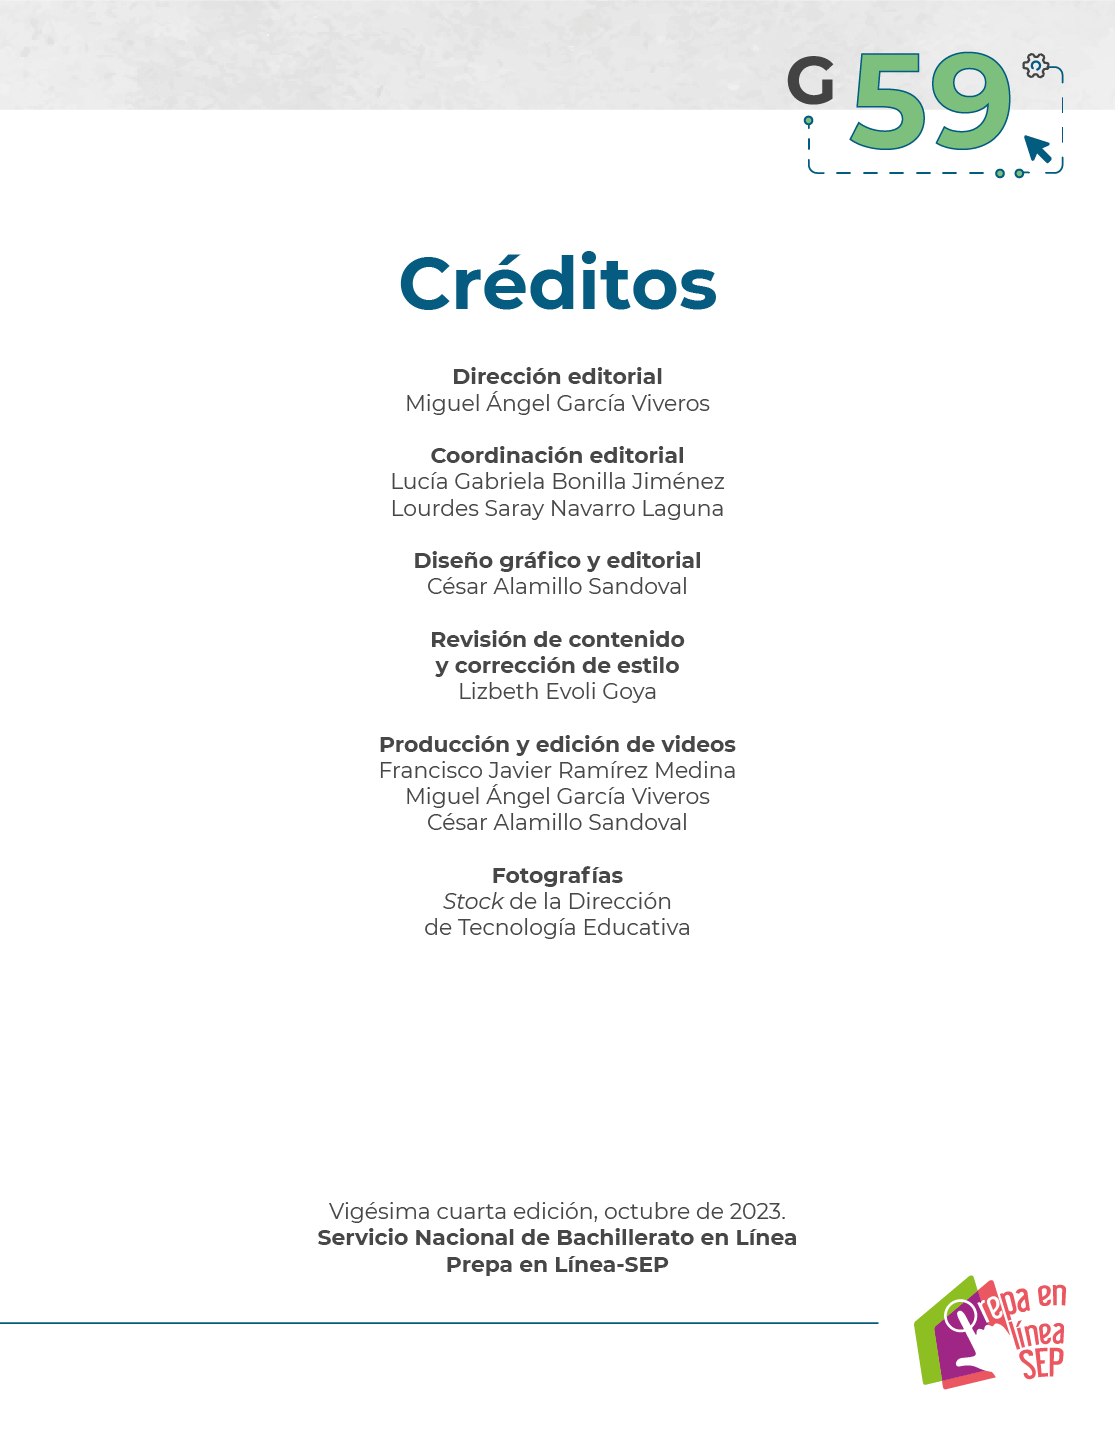 G 59
Créditos
Dirección editorial
Miguel Ángel García Viveros
Coordinación editorial
Lucía Gabriela Bonilla Jiménez
Lourdes Saray Navarro Laguna
Diseño gráfico y editorial
César Alamillo Sandoval
Revisión de contenido
y corrección de estilo
Lizbeth Evoli Goya
Producción y edición de videos
Francisco Javier Ramírez Medina
Miguel Ángel García Viveros
César Alamillo Sandoval
Fotografías
Stock de la Dirección
de Tecnología Educativa
Vigésima cuarta edición, octubre de 2023.
Servicio Nacional de Bachillerato en Línea
Prepa en Línea-SEP
Prepa en
línea
SEP